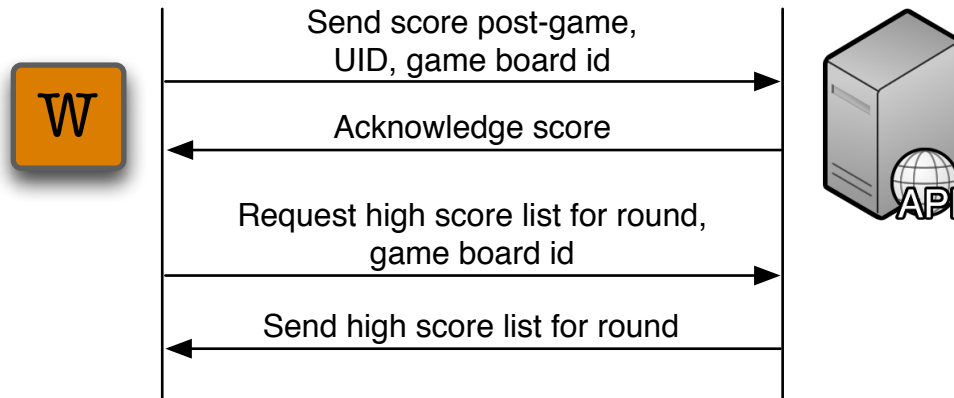 Send score post-game,
UID, game board id
W
Acknowledge score
API
Request high score list for round,
game board id
Send high score list for round